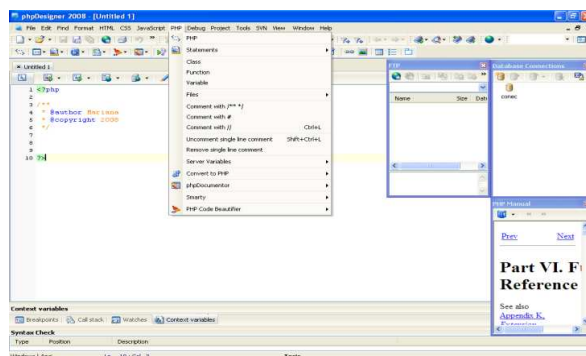 phpDesigner 2008 - [Untitled 1]
File Edit Find Format HTML CSS JavaScript PHP Debug Project Tools SVN View Window Help
PHP
Statements
Class
Function
Variable
Files
Comment with /** */
Comment with #
Comment with // Ctrl+L
Uncomment single line comment Shift+Ctrl+L
Remove single line comment
Server Variables
Convert to PHP
phpDocumentor
Smarty
PHP Code Beautifier
Untitled 1
1 <?php
2
3 /**
4 * @author Mariana
5 * @copyright 2008
6 */
7
8
9
10 ?>
FTP
Name Size Date
Database Connections
conec
PHP Manual
Prev Next
Part VI. F
Reference
See also
Appendix K,
Context variables
Breakpoints Call stack Watches Context variables
Syntax Check
Type Position Description